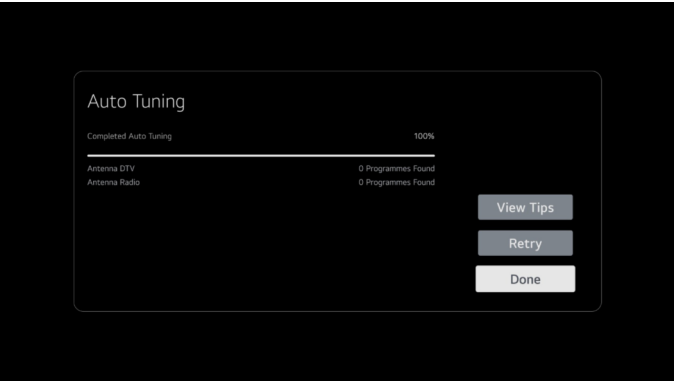 Auto Tuning
Completed Auto Tuning 100%
Antenna DTV 0 Programmes Found
Antenna Radio 0 Programmes Found
View Tips
Retry
Done